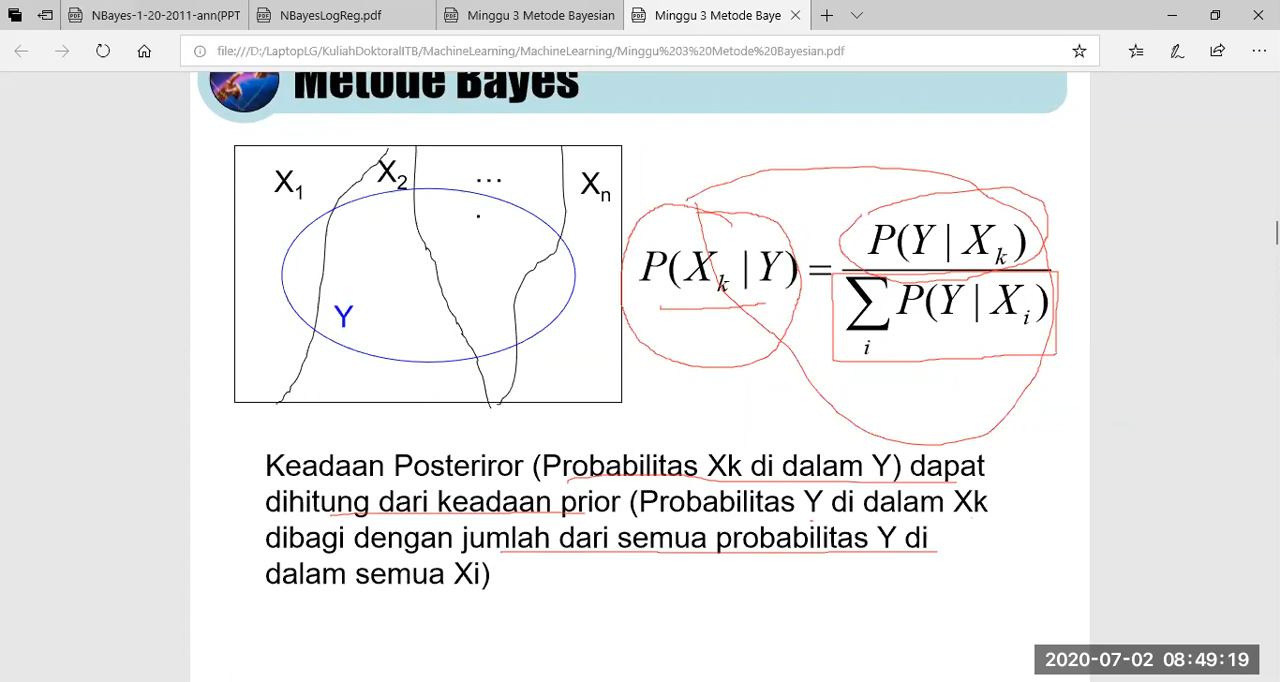 NBayes-1-20-2011-ann(PPT
NBayesLogReg.pdf
Minggu 3 Metode Bayesian
Minggu 3 Metode Baye
file:///D:/LaptopLG/KuliahDoktoralITB/MachineLearning/MachineLearning/Minggu%203%20Metode%20Bayesian.pdf
Metode Bayes
X1 X2 ... Xn
.
Y
P(Xk | Y) = P(Y | Xk)
∑i P(Y | Xi)
Keadaan Posteriror (Probabilitas Xk di dalam Y) dapat
dihitung dari keadaan prior (Probabilitas Y di dalam Xk
dibagi dengan jumlah dari semua probabilitas Y di
dalam semua Xi)
2020-07-02 08:49:19